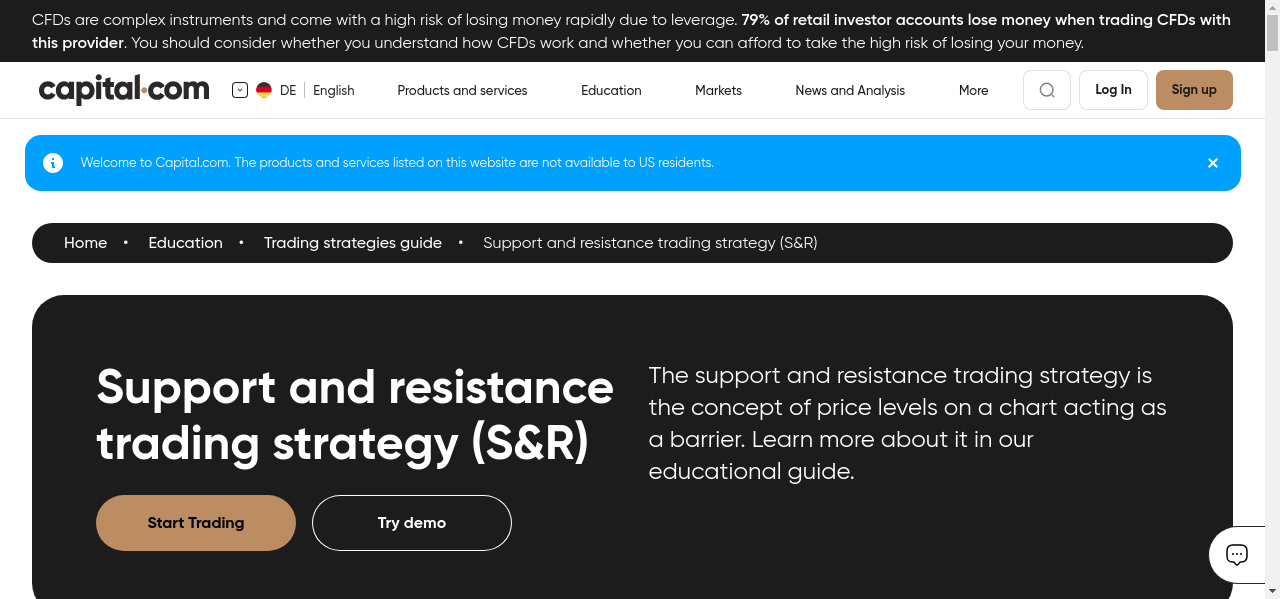 CFDs are complex instruments and come with a high risk of losing money rapidly due to leverage. 79% of retail investor accounts lose money when trading CFDs with
this provider. You should consider whether you understand how CFDs work and whether you can afford to take the high risk of losing your money.
capital.com
DE English Products and services Education Markets News and Analysis More Log In Sign up
Welcome to Capital.com. The products and services listed on this website are not available to US residents.
Home • Education • Trading strategies guide • Support and resistance trading strategy (S&R)
Support and resistance
trading strategy (S&R)
The support and resistance trading strategy is
the concept of price levels on a chart acting as
a barrier. Learn more about it in our
educational guide.
Start Trading Try demo